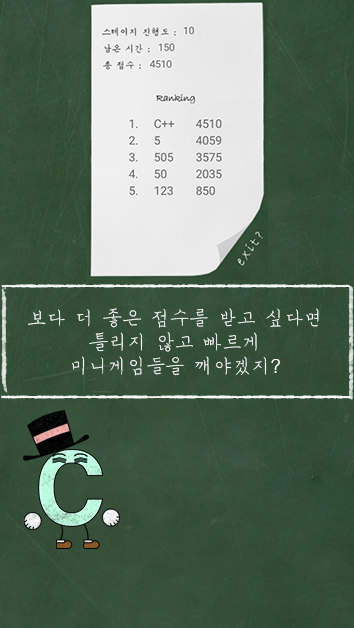 스테이지 진행도 : 10
남은 시간 : 150
총 점수 : 4510
Ranking
1. C++ 4510
2. 5 4059
3. 505 3575
4. 50 2035
5. 123 850
exit?
보다 더 좋은 점수를 받고 싶다면
틀리지 않고 빠르게
미니게임들을 깨야겠지?
C